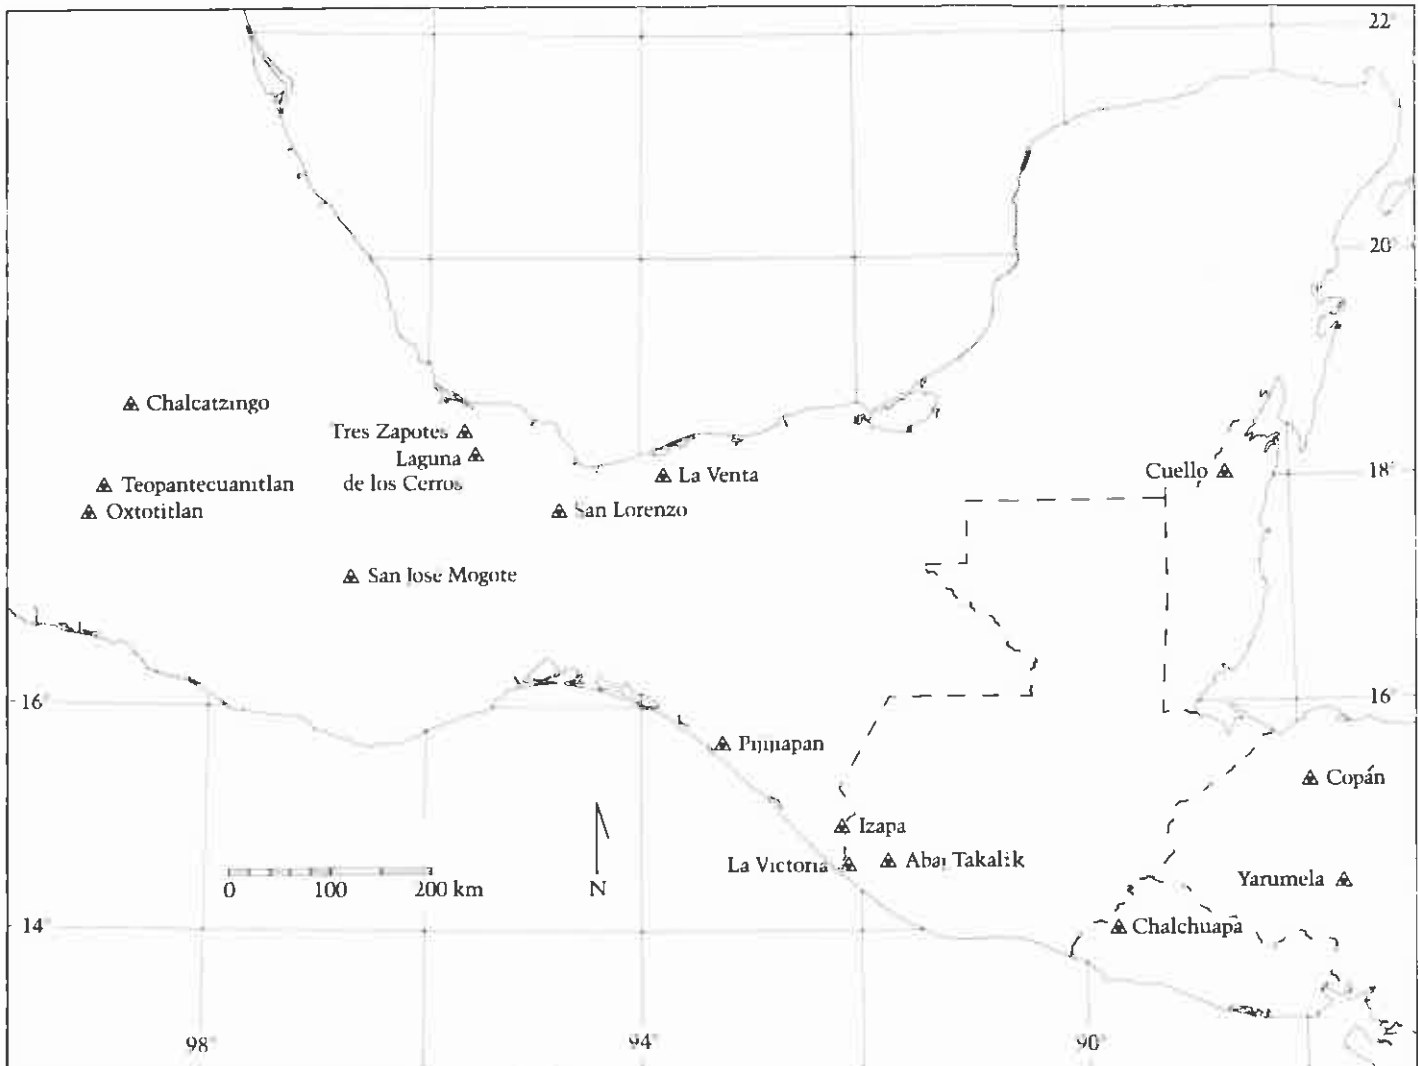 22°
20°
Chalcatzingo
Tres Zapotes
Laguna
de los Cerros
La Venta
Cuello
18°
Teopantecuanitlan
Oxtotitlan
San Lorenzo
San Jose Mogote
16°
16°
Pijijiapan
Copán
Izapa
La Victoria
Abaj Takalik
Yarumela
0 100 200 km
N
14°
Chalchuapa
98°
94°
90°